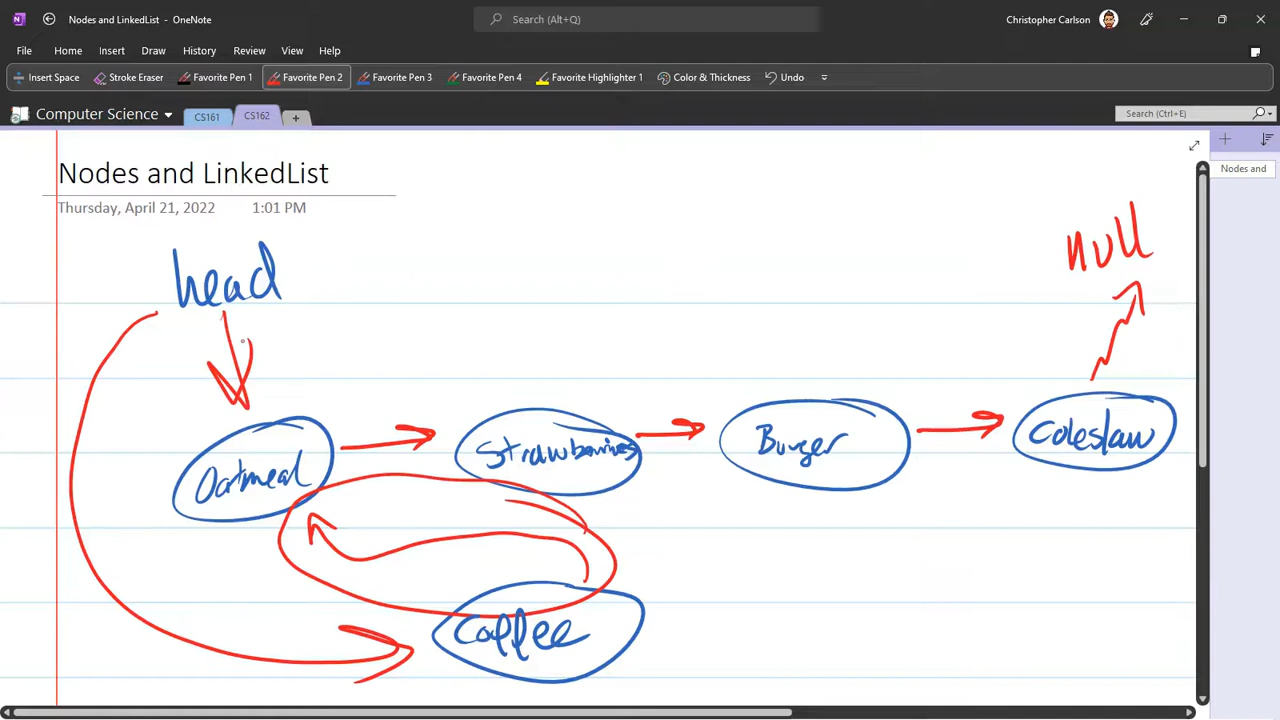 Nodes and LinkedList - OneNote
Search (Alt+Q)
Christopher Carlson
File Home Insert Draw History Review View Help
Insert Space Stroke Eraser Favorite Pen 1 Favorite Pen 2 Favorite Pen 3 Favorite Pen 4 Favorite Highlighter 1 Color & Thickness Undo
Computer Science CS161 CS162 + Search (Ctrl+E)
Nodes and LinkedList
Nodes and
Thursday, April 21, 2022 1:01 PM
head
null
Oatmeal
Strawberries
Burger
Coleslaw
Coffee